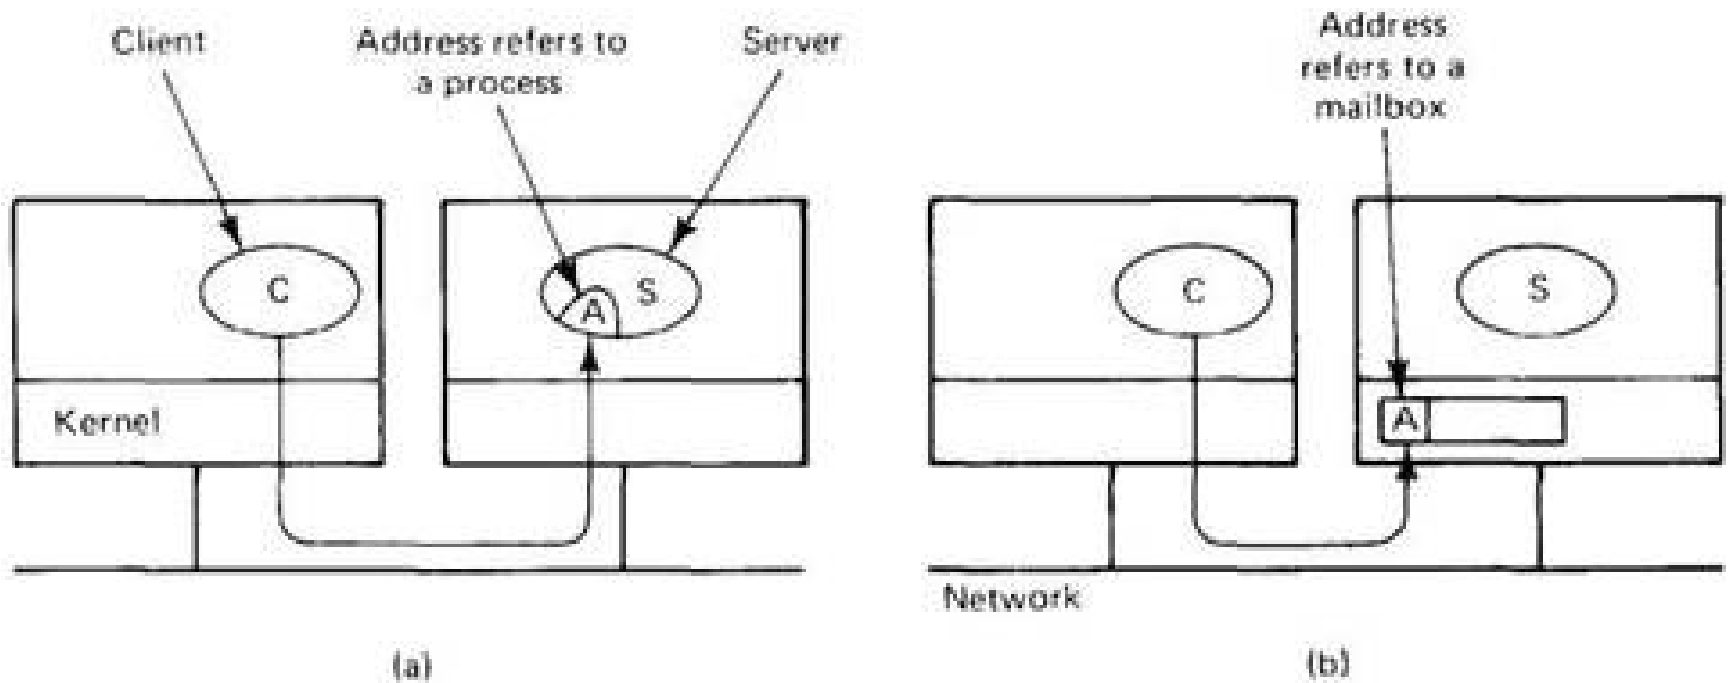 Client
Address refers to
a process
Server
C
A
S
Kernel
(a)
Address
refers to a
mailbox
C
S
A
Network
(b)